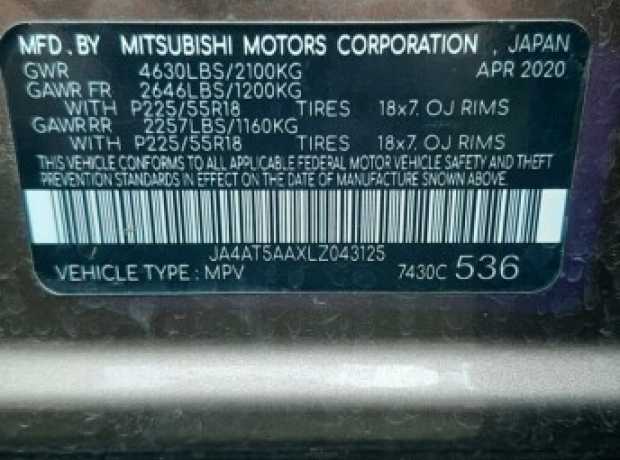 MFD.BY MITSUBISHI MOTORS CORPORATION, JAPAN
GWR 4630LBS/2100KG APR 2020
GAWR FR 2646LBS/1200KG
WITH P225/55R18 TIRES 18x7. OJ RIMS
GAWR RR 2257LBS/1160KG
WITH P225/55R18 TIRES 18x7. OJ RIMS
THIS VEHICLE CONFORMS TO ALL APPLICABLE FEDERAL MOTOR VEHICLE SAFETY AND THEFT
PREVENTION STANDARDS IN EFFECT ON THE DATE OF MANUFACTURE SNOWN ABOVE.
JA4AT5AAXLZ043125
VEHICLE TYPE : MPV 7430C 536